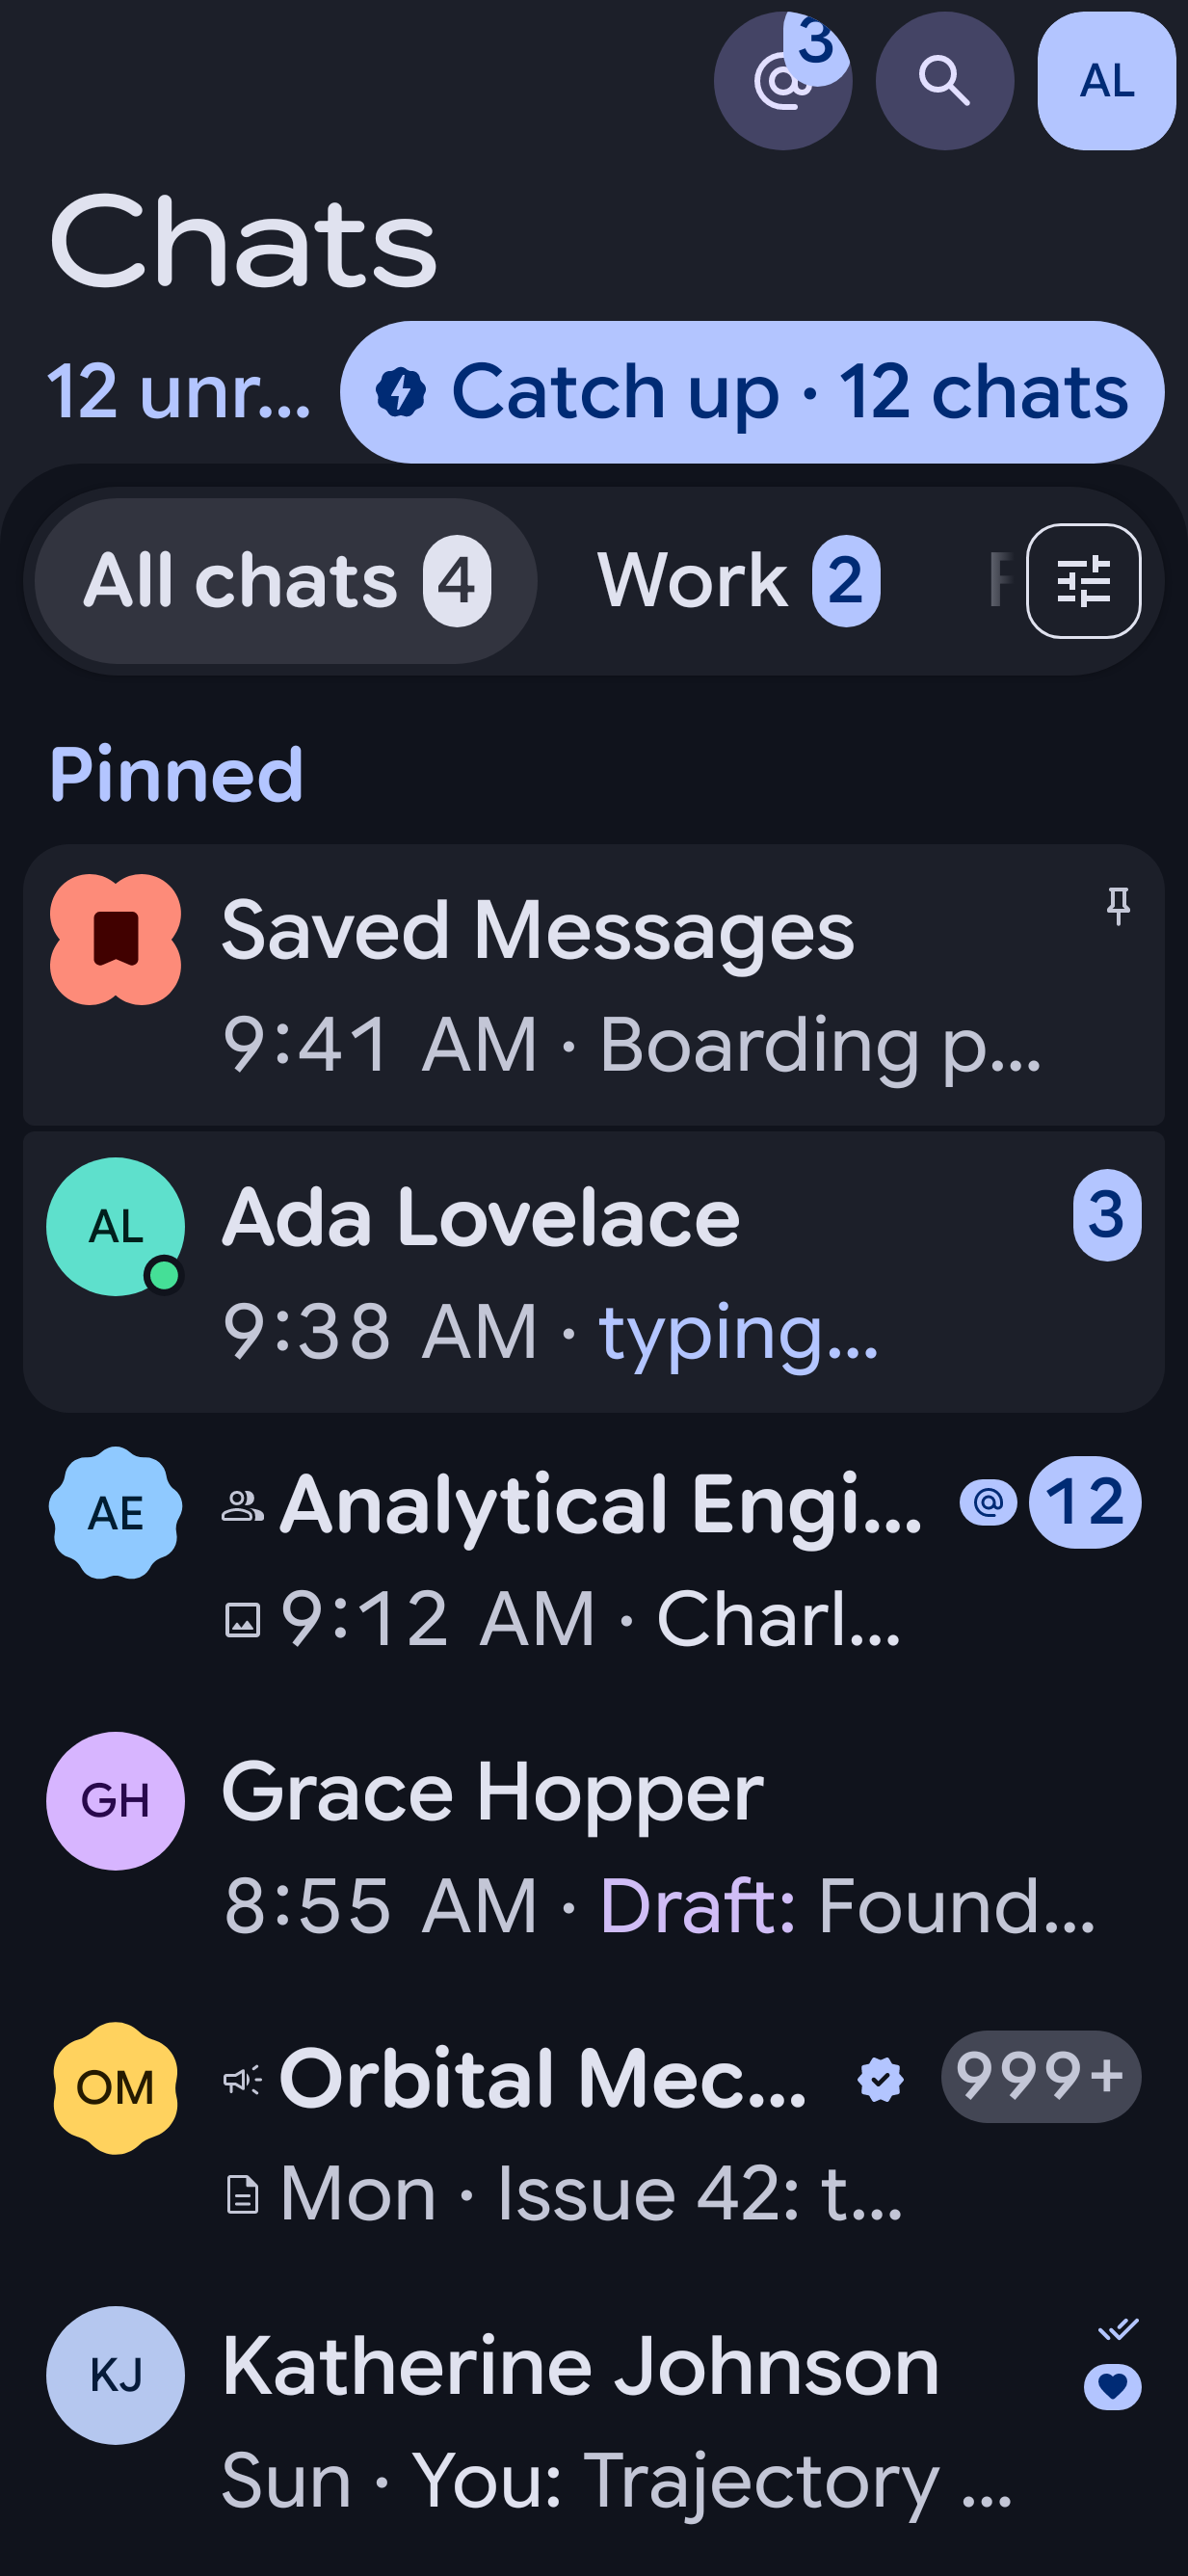 3
AL
Chats
12 unr...
Catch up · 12 chats
All chats 4
Work 2
Pinned
Saved Messages
9:41 AM · Boarding p...
AL
Ada Lovelace
3
9:38 AM · typing...
AE
Analytical Engi...
@ 12
9:12 AM · Charl...
GH
Grace Hopper
8:55 AM · Draft: Found...
OM
Orbital Mec...
999+
Mon · Issue 42: t...
KJ
Katherine Johnson
Sun · You: Trajectory ...